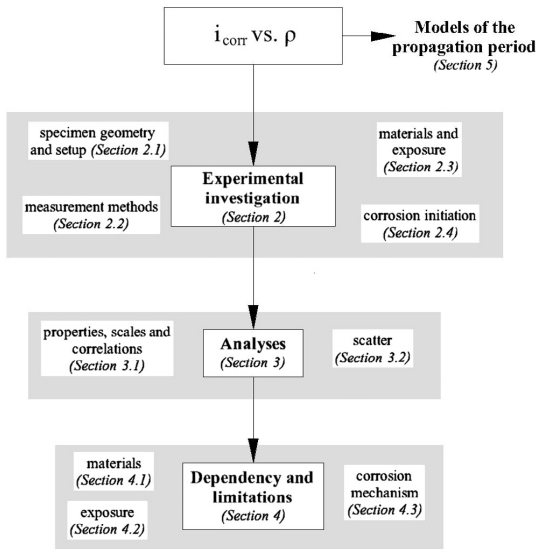 i_corr vs. ρ
Models of the
propagation period
(Section 5)
specimen geometry
and setup (Section 2.1)
materials and
exposure
(Section 2.3)
Experimental
investigation
(Section 2)
measurement methods
(Section 2.2)
corrosion initiation
(Section 2.4)
properties, scales and
correlations
(Section 3.1)
Analyses
(Section 3)
scatter
(Section 3.2)
materials
(Section 4.1)
exposure
(Section 4.2)
Dependency and
limitations
(Section 4)
corrosion
mechanism
(Section 4.3)